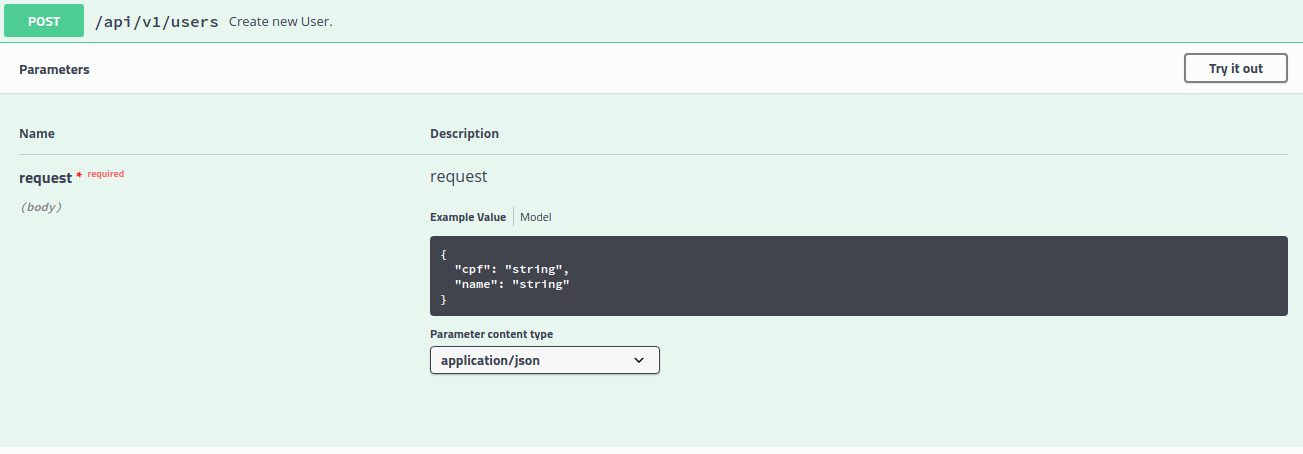 POST /api/v1/users Create new User.
Parameters Try it out
Name Description
request * required request
(body)
Example Value Model
{
  "cpf": "string",
  "name": "string"
}
Parameter content type
application/json